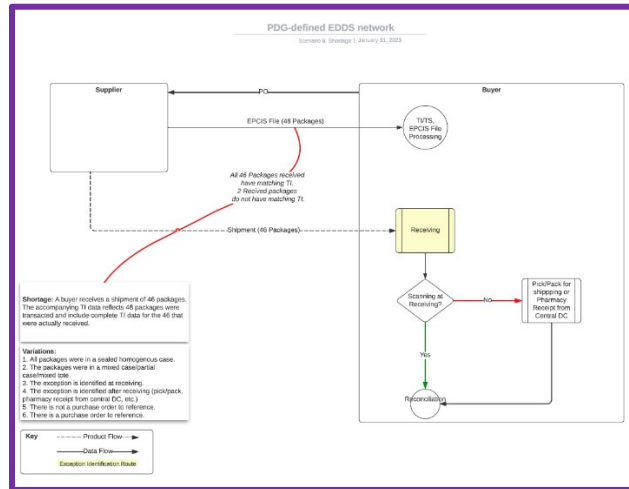 PDG-defined EDDS network
Scenario 8: Shortage | January 31, 2023
Supplier
PO
Buyer
EPCIS File (48 Packages)
TI/TS,
EPCIS File
Processing
All 46 Packages received
have matching TI.
2 Recived packages
do not have matching TI.
Shipment (46 Packages)
Receiving
Scanning at
Receiving?
No
Pick/Pack for
shippping or
Pharmacy
Receipt from
Central DC
Yes
Reconciliation
Shortage: A buyer receives a shipment of 46 packages.
The accompanying TI data reflects 48 packages were
transacted and include complete TI data for the 46 that
were actually received.
Variations:
1. All packages were in a sealed homogenous case.
2. The packages were in a mixed case/partial
case/mixed tote.
3. The exception is identified at receiving.
4. The exception is identified after receiving (pick/pack,
pharmacy receipt from central DC, etc.)
5. There is not a purchase order to reference.
6. There is a purchase order to reference.
Key
Product Flow
Data Flow
Exception Identification Route